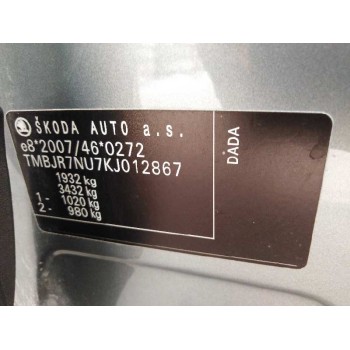 ŠKODA AUTO a.s.
e8*2007/46*0272
TMBJR7NU7KJ012867
1932 kg
3432 kg
1- 1020 kg
2- 980 kg
DADA